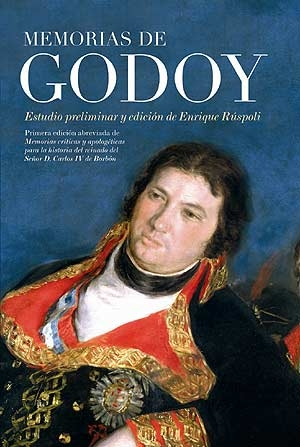 MEMORIAS DE
GODOY
Estudio preliminar y edición de Enrique Rúspoli
Primera edición abreviada de
Memorias críticas y apologéticas
para la historia del reinado del
Señor D. Carlos IV de Borbón